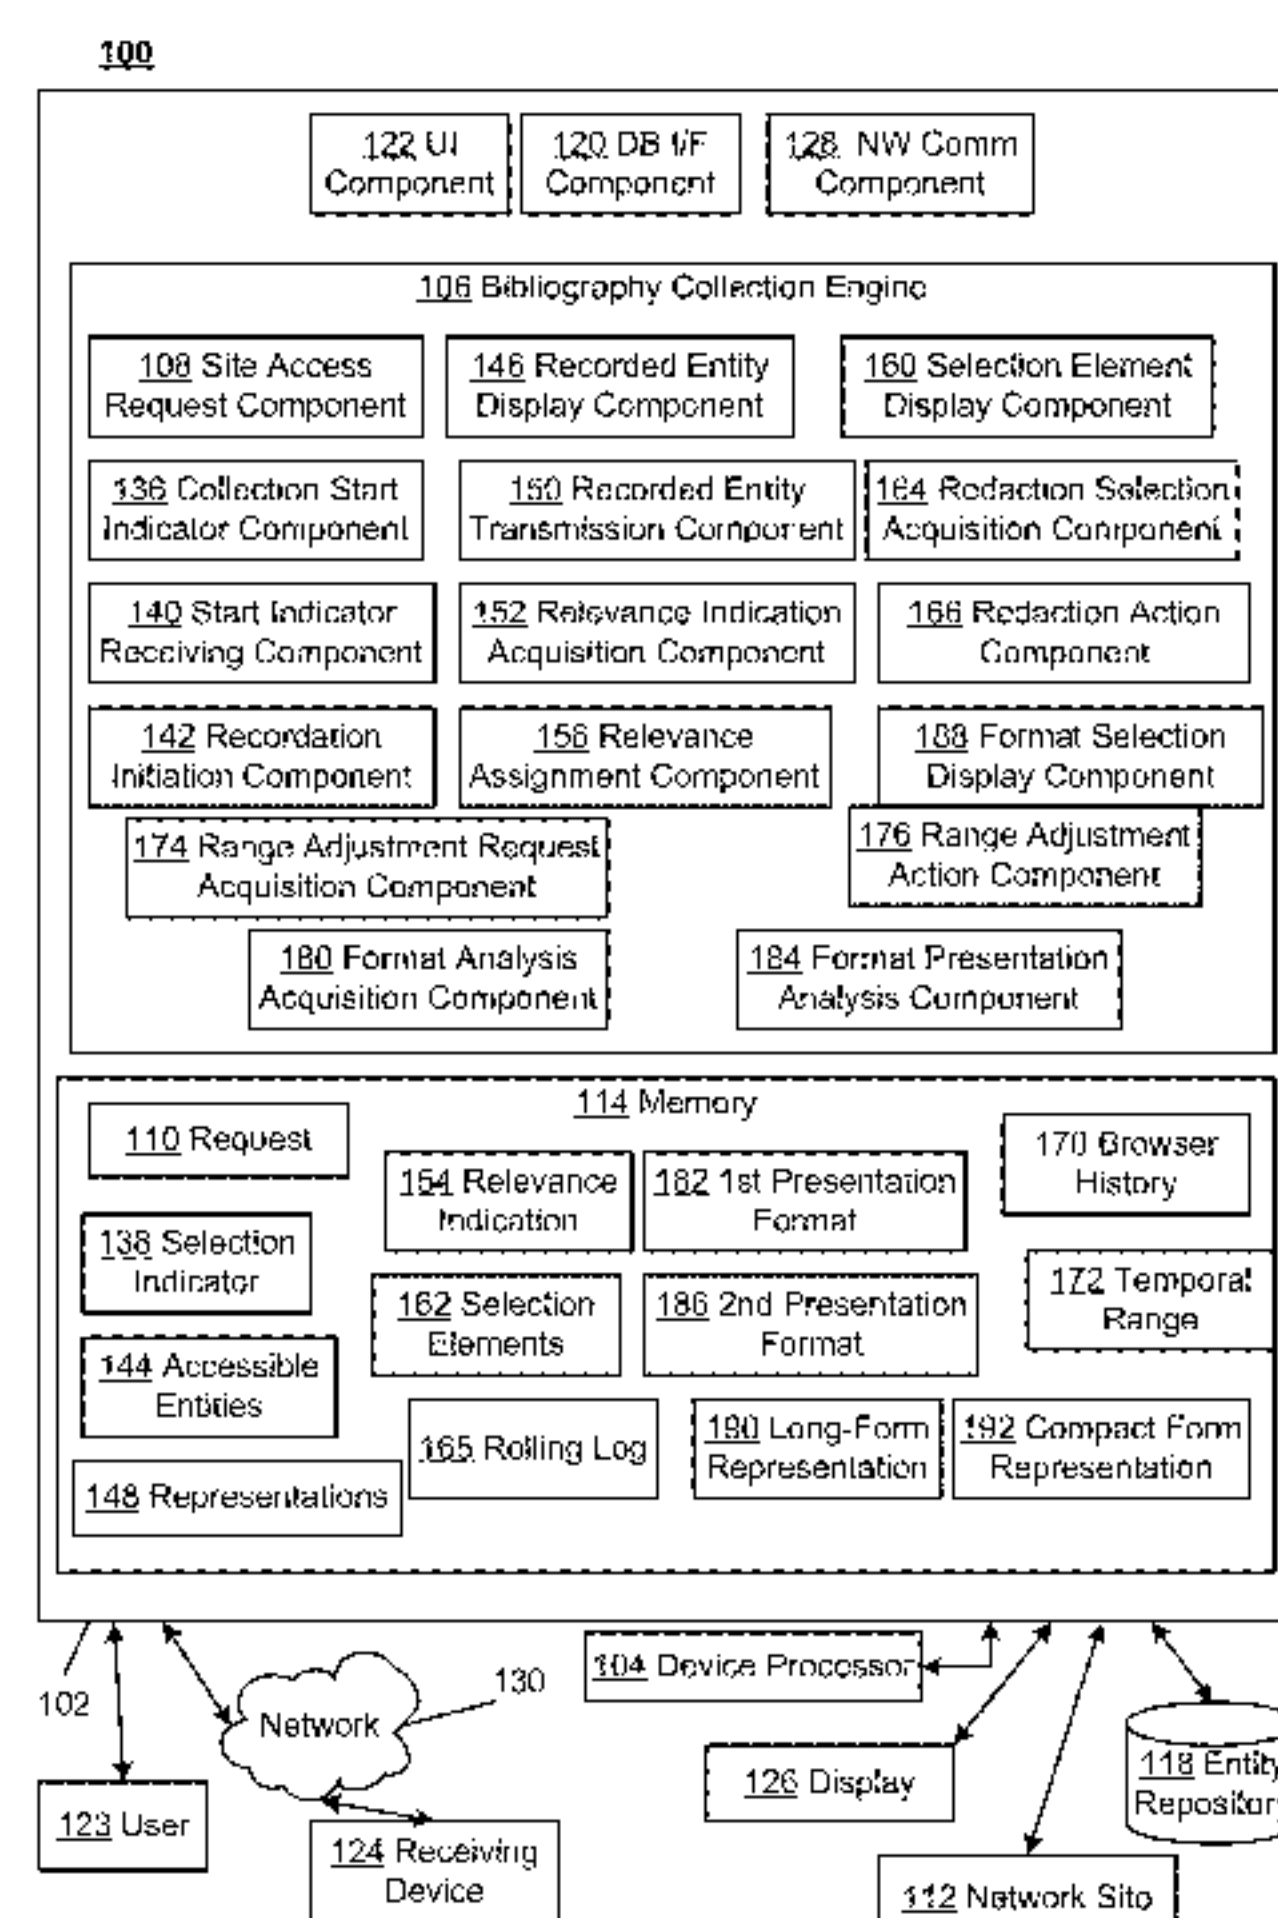 100
122 UI
Component
120 DB I/F
Component
128 NW Comm
Component
106 Bibliography Collection Engine
108 Site Access
Request Component
146 Recorded Entity
Display Component
160 Selection Element
Display Component
136 Collection Start
Indicator Component
150 Recorded Entity
Transmission Component
164 Redaction Selection
Acquisition Component
140 Start Indicator
Receiving Component
152 Relevance Indication
Acquisition Component
166 Redaction Action
Component
142 Recordation
Initiation Component
156 Relevance
Assignment Component
188 Format Selection
Display Component
174 Range Adjustment Request
Acquisition Component
176 Range Adjustment
Action Component
180 Format Analysis
Acquisition Component
184 Format Presentation
Analysis Component
114 Memory
110 Request
154 Relevance
Indication
182 1st Presentation
Format
170 Browser
History
138 Selection
Indicator
162 Selection
Elements
186 2nd Presentation
Format
172 Temporal
Range
144 Accessible
Entities
165 Rolling Log
190 Long-Form
Representation
192 Compact Form
Representation
148 Representations
102
130
Network
104 Device Processor
118 Entity
Repository
126 Display
123 User
124 Receiving
Device
112 Network Site